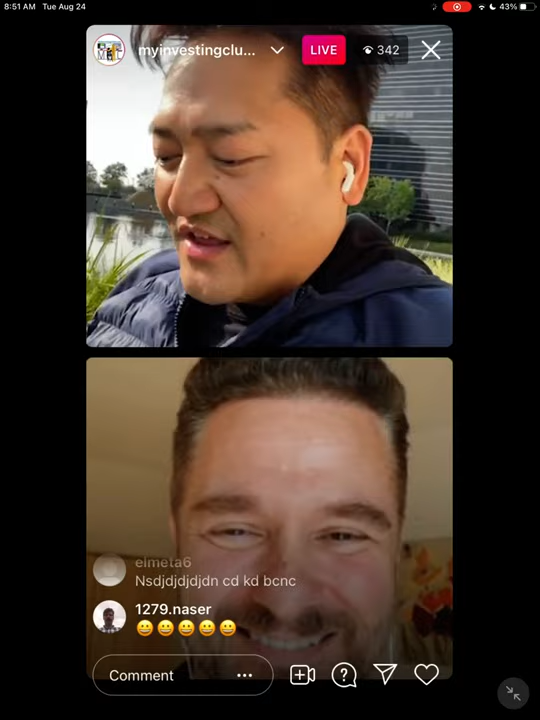 8:51 AM Tue Aug 24
43%
myinvestingclu...
LIVE
342
elmeta6
Nsdjdjdjdjdn cd kd bcnc
1279.naser
Comment